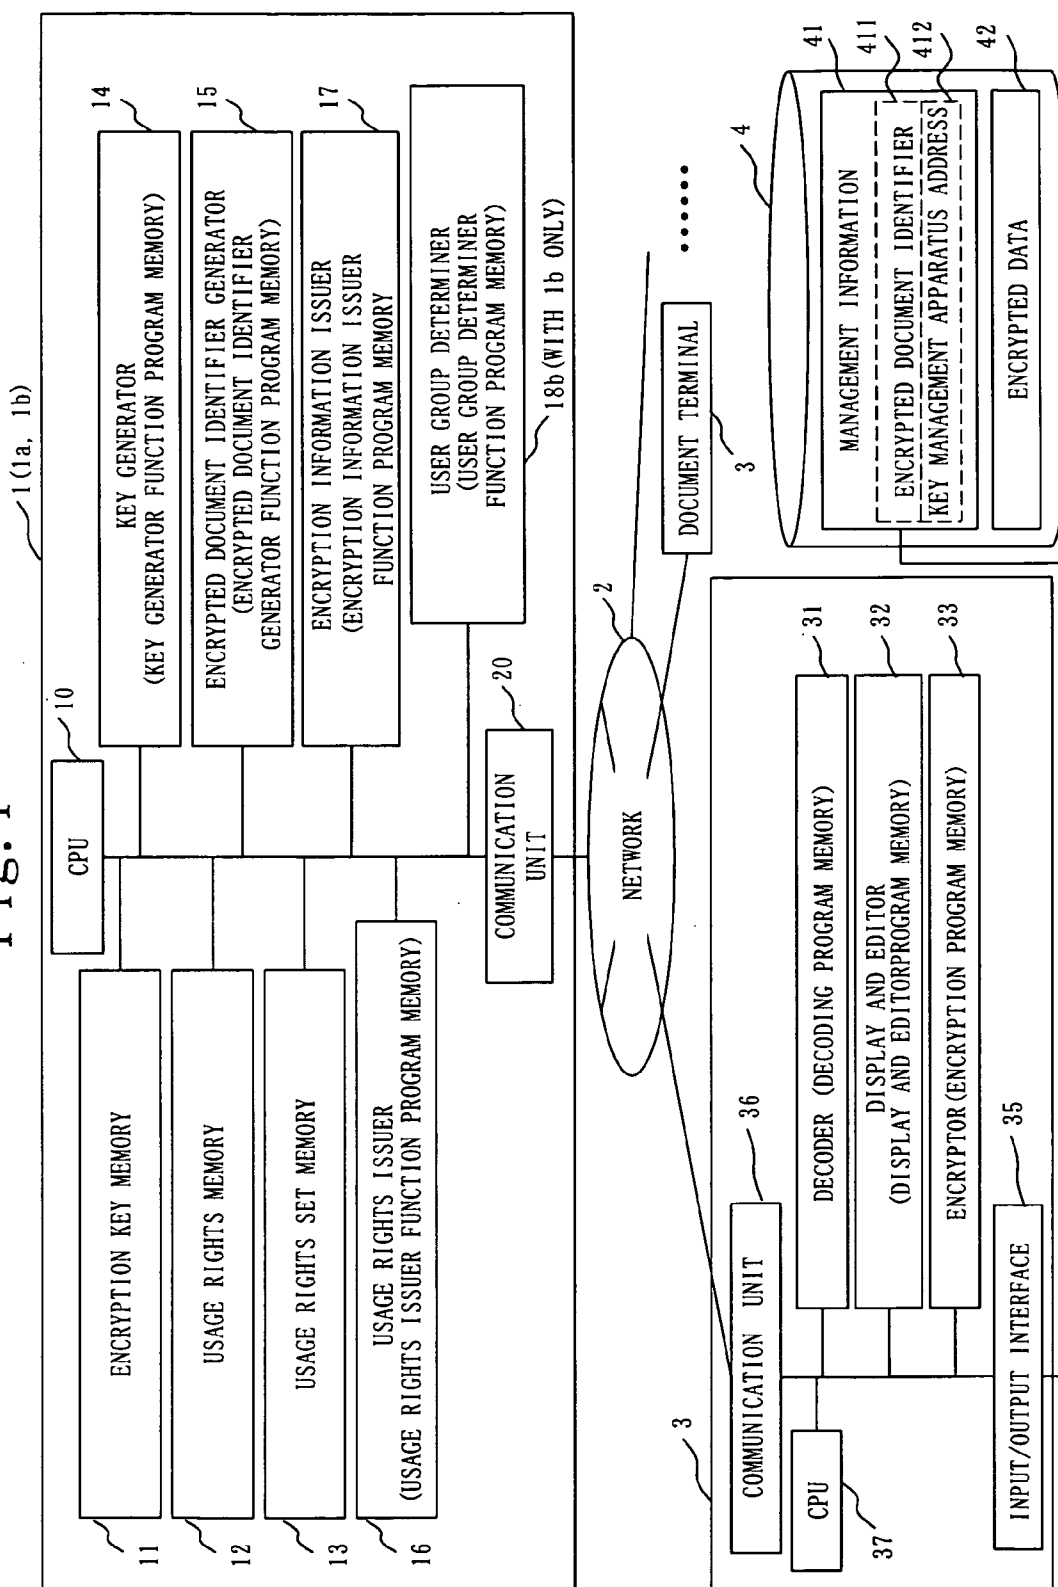 Fig. 1
1(1a, 1b)
CPU
10
ENCRYPTION KEY MEMORY
11
USAGE RIGHTS MEMORY
12
USAGE RIGHTS SET MEMORY
13
USAGE RIGHTS ISSUER
(USAGE RIGHTS ISSUER FUNCTION PROGRAM MEMORY)
16
KEY GENERATOR
(KEY GENERATOR FUNCTION PROGRAM MEMORY)
14
ENCRYPTED DOCUMENT IDENTIFIER GENERATOR
(ENCRYPTED DOCUMENT IDENTIFIER
GENERATOR FUNCTION PROGRAM MEMORY)
15
ENCRYPTION INFORMATION ISSUER
(ENCRYPTION INFORMATION ISSUER
FUNCTION PROGRAM MEMORY
17
USER GROUP DETERMINER
(USER GROUP DETERMINER
FUNCTION PROGRAM MEMORY)
18b(WITH 1b ONLY)
COMMUNICATION
UNIT
20
NETWORK
2
DOCUMENT TERMINAL
3
......
3
COMMUNICATION UNIT
36
CPU
37
DECODER (DECODING PROGRAM MEMORY)
31
DISPLAY AND EDITOR
(DISPLAY AND EDITORPROGRAM MEMORY)
32
ENCRYPTOR(ENCRYPTION PROGRAM MEMORY)
33
INPUT/OUTPUT INTERFACE
35
4
MANAGEMENT INFORMATION
41
ENCRYPTED DOCUMENT IDENTIFIER
411
KEY MANAGEMENT APPARATUS ADDRESS
412
ENCRYPTED DATA
42